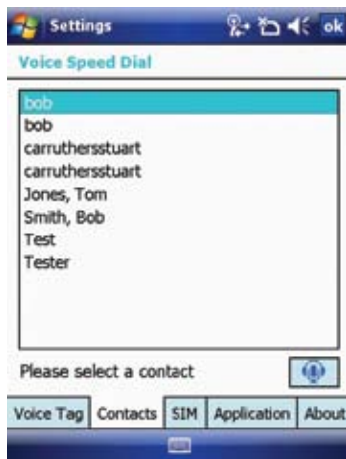 Settings ok
Voice Speed Dial
bob
bob
carruthersstuart
carruthersstuart
Jones, Tom
Smith, Bob
Test
Tester
Please select a contact
Voice Tag Contacts SIM Application About